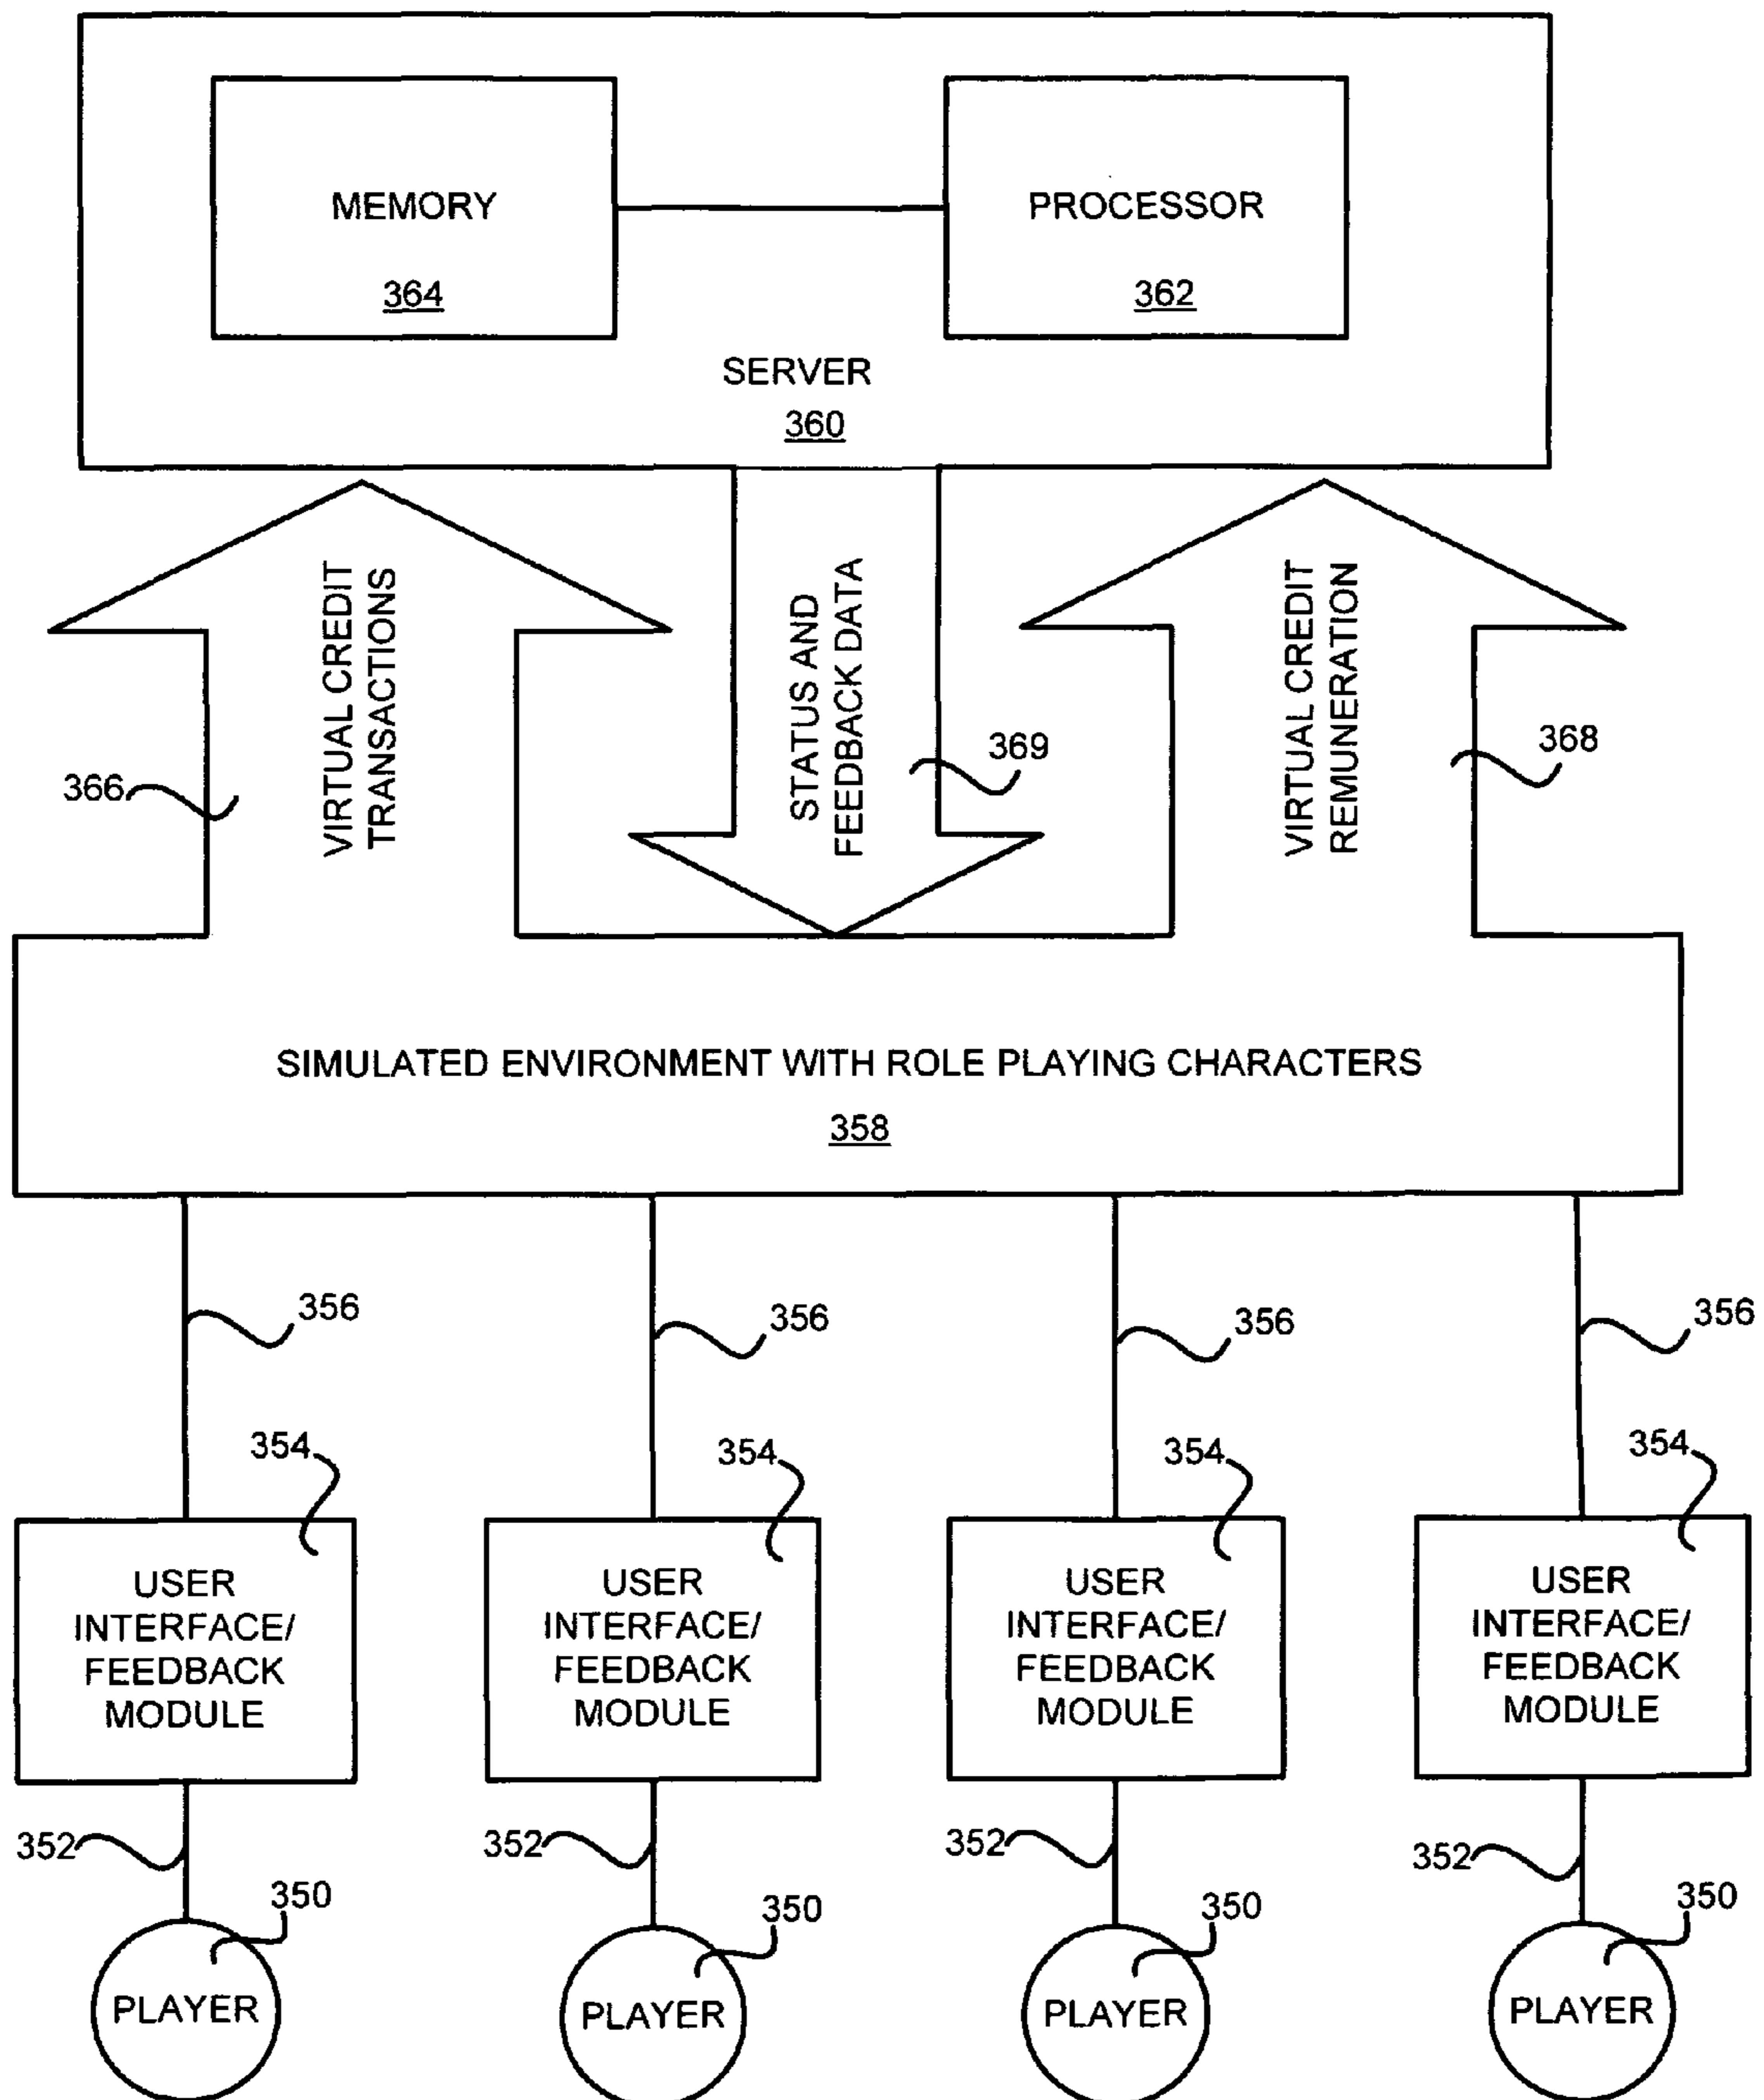 MEMORY
364
PROCESSOR
362
SERVER
360
VIRTUAL CREDIT
TRANSACTIONS
366
STATUS AND
FEEDBACK DATA
369
VIRTUAL CREDIT
REMUNERATION
368
SIMULATED ENVIRONMENT WITH ROLE PLAYING CHARACTERS
358
356
356
356
356
354
354
354
354
USER
INTERFACE/
FEEDBACK
MODULE
USER
INTERFACE/
FEEDBACK
MODULE
USER
INTERFACE/
FEEDBACK
MODULE
USER
INTERFACE/
FEEDBACK
MODULE
352
352
352
352
350
350
350
350
PLAYER
PLAYER
PLAYER
PLAYER